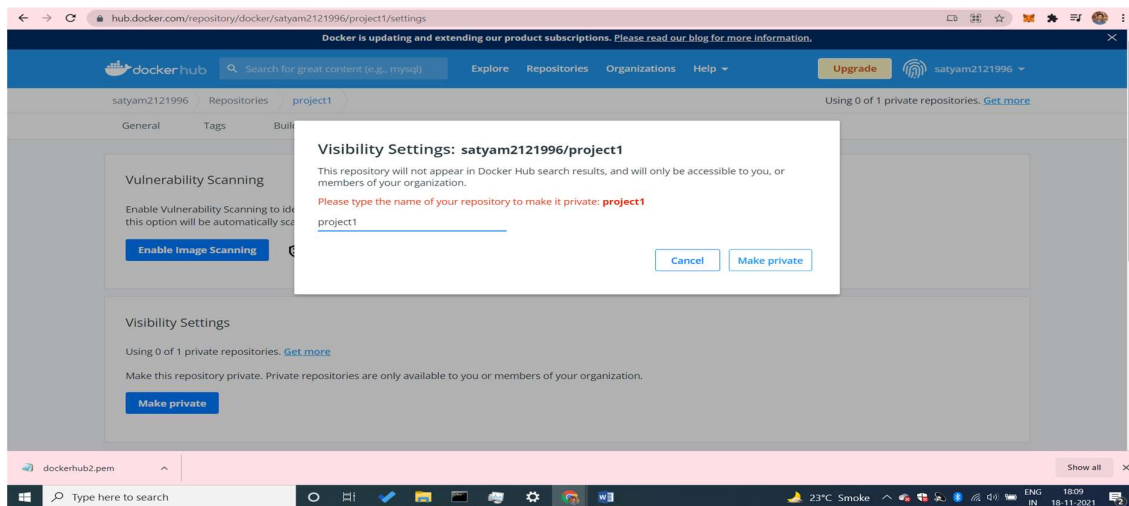 hub.docker.com/repository/docker/satyam2121996/project1/settings
Docker is updating and extending our product subscriptions. Please read our blog for more information.
dockerhub
Search for great content (e.g., mysql)
Explore Repositories Organizations Help
Upgrade
satyam2121996
satyam2121996 Repositories project1
Using 0 of 1 private repositories. Get more
General Tags
Visibility Settings: satyam2121996/project1
This repository will not appear in Docker Hub search results, and will only be accessible to you, or
members of your organization.
Please type the name of your repository to make it private: project1
project1
Cancel Make private
Vulnerability Scanning
Enable Vulnerability Scanning to
this option will be automatically
Enable Image Scanning
Visibility Settings
Using 0 of 1 private repositories. Get more
Make this repository private. Private repositories are only available to you or members of your organization.
Make private
dockerhub2.pem
Show all
Type here to search
23°C Smoke
ENG
IN
18:09
18-11-2021
2